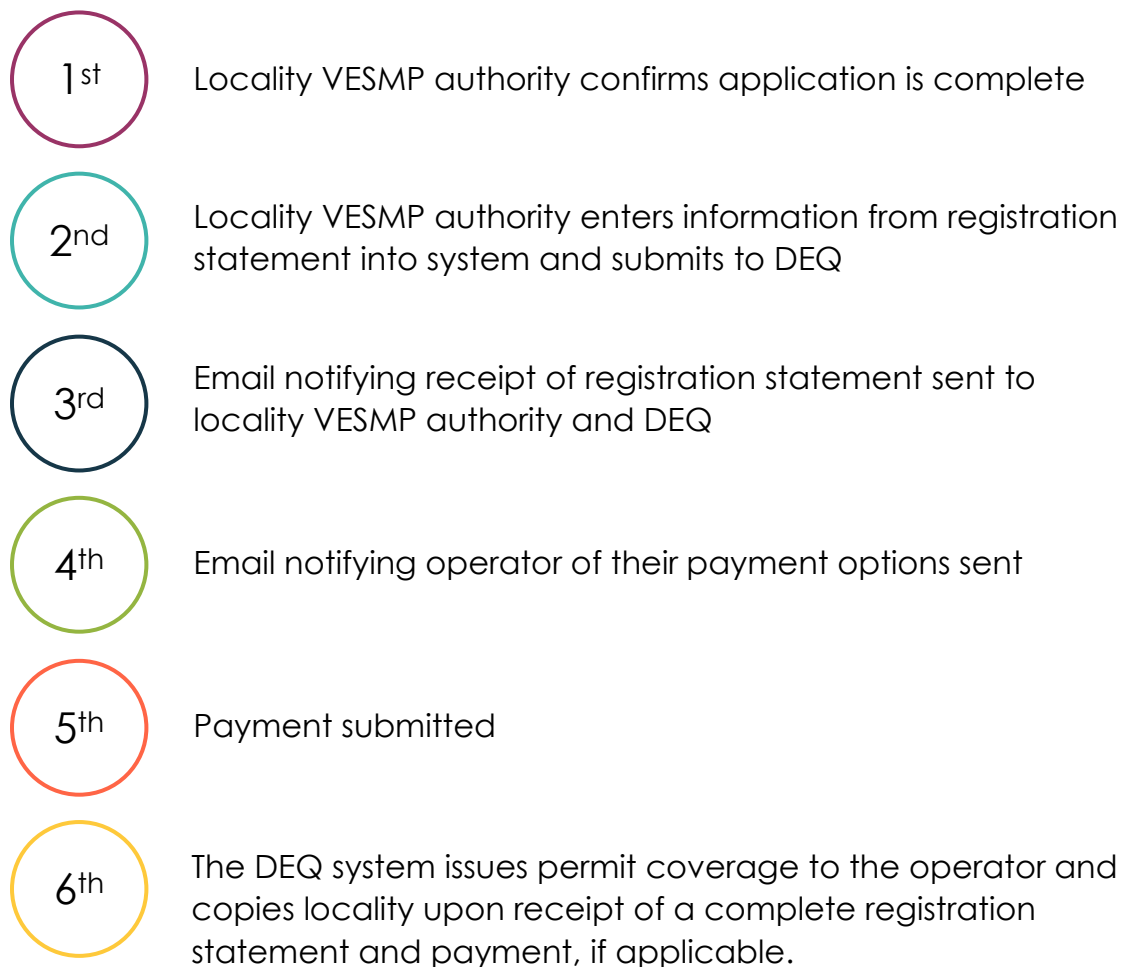 1st
Locality VESMP authority confirms application is complete
2nd
Locality VESMP authority enters information from registration
statement into system and submits to DEQ
3rd
Email notifying receipt of registration statement sent to
locality VESMP authority and DEQ
4th
Email notifying operator of their payment options sent
5th
Payment submitted
6th
The DEQ system issues permit coverage to the operator and
copies locality upon receipt of a complete registration
statement and payment, if applicable.